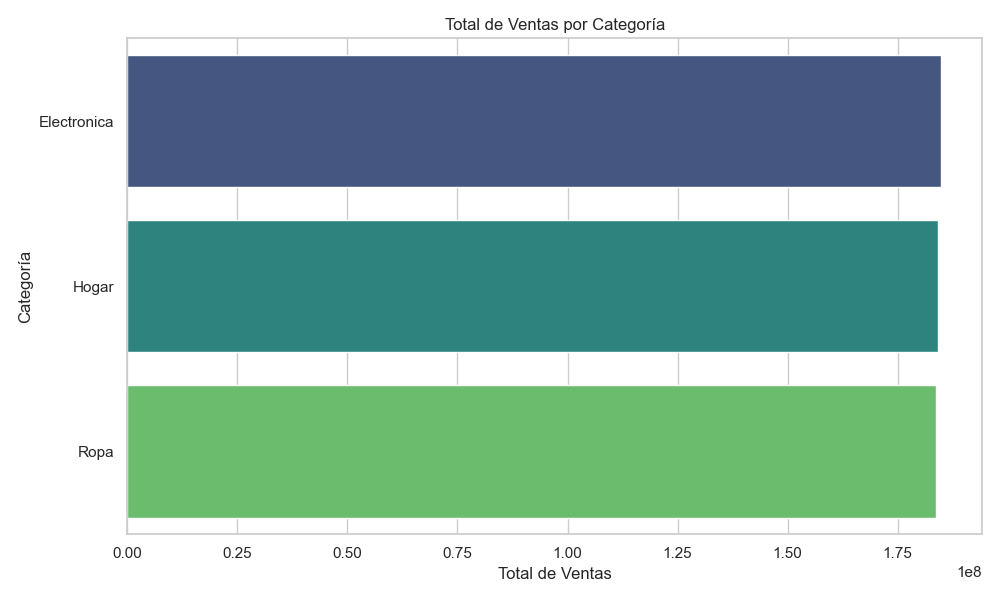 Total de Ventas por Categoría
Categoría
Electronica
Hogar
Ropa
0.00 0.25 0.50 0.75 1.00 1.25 1.50 1.75
1e8
Total de Ventas